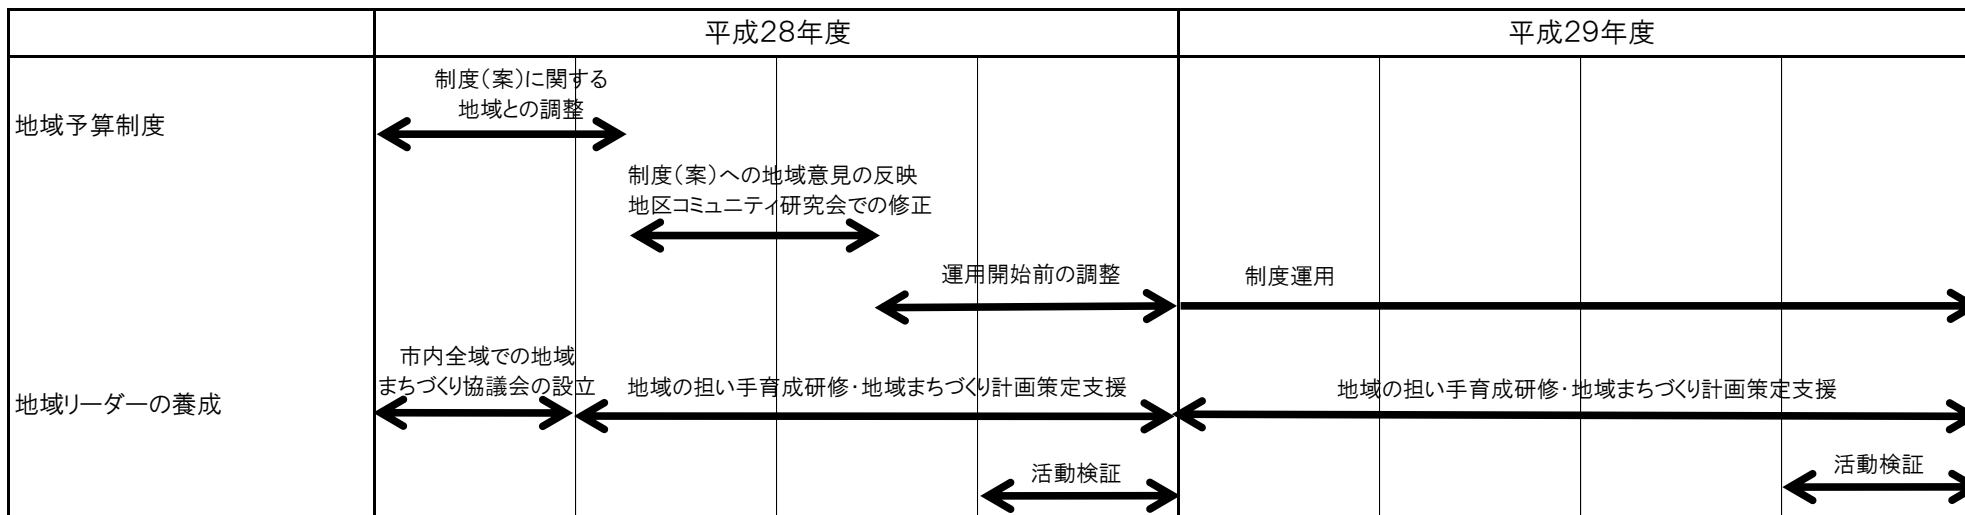 平成28年度
平成29年度
制度(案)に関する
地域との調整
地域予算制度
制度(案)への地域意見の反映
地区コミュニティ研究会での修正
運用開始前の調整
制度運用
市内全域での地域
まちづくり協議会の設立
地域の担い手育成研修・地域まちづくり計画策定支援
地域の担い手育成研修・地域まちづくり計画策定支援
地域リーダーの養成
活動検証
活動検証